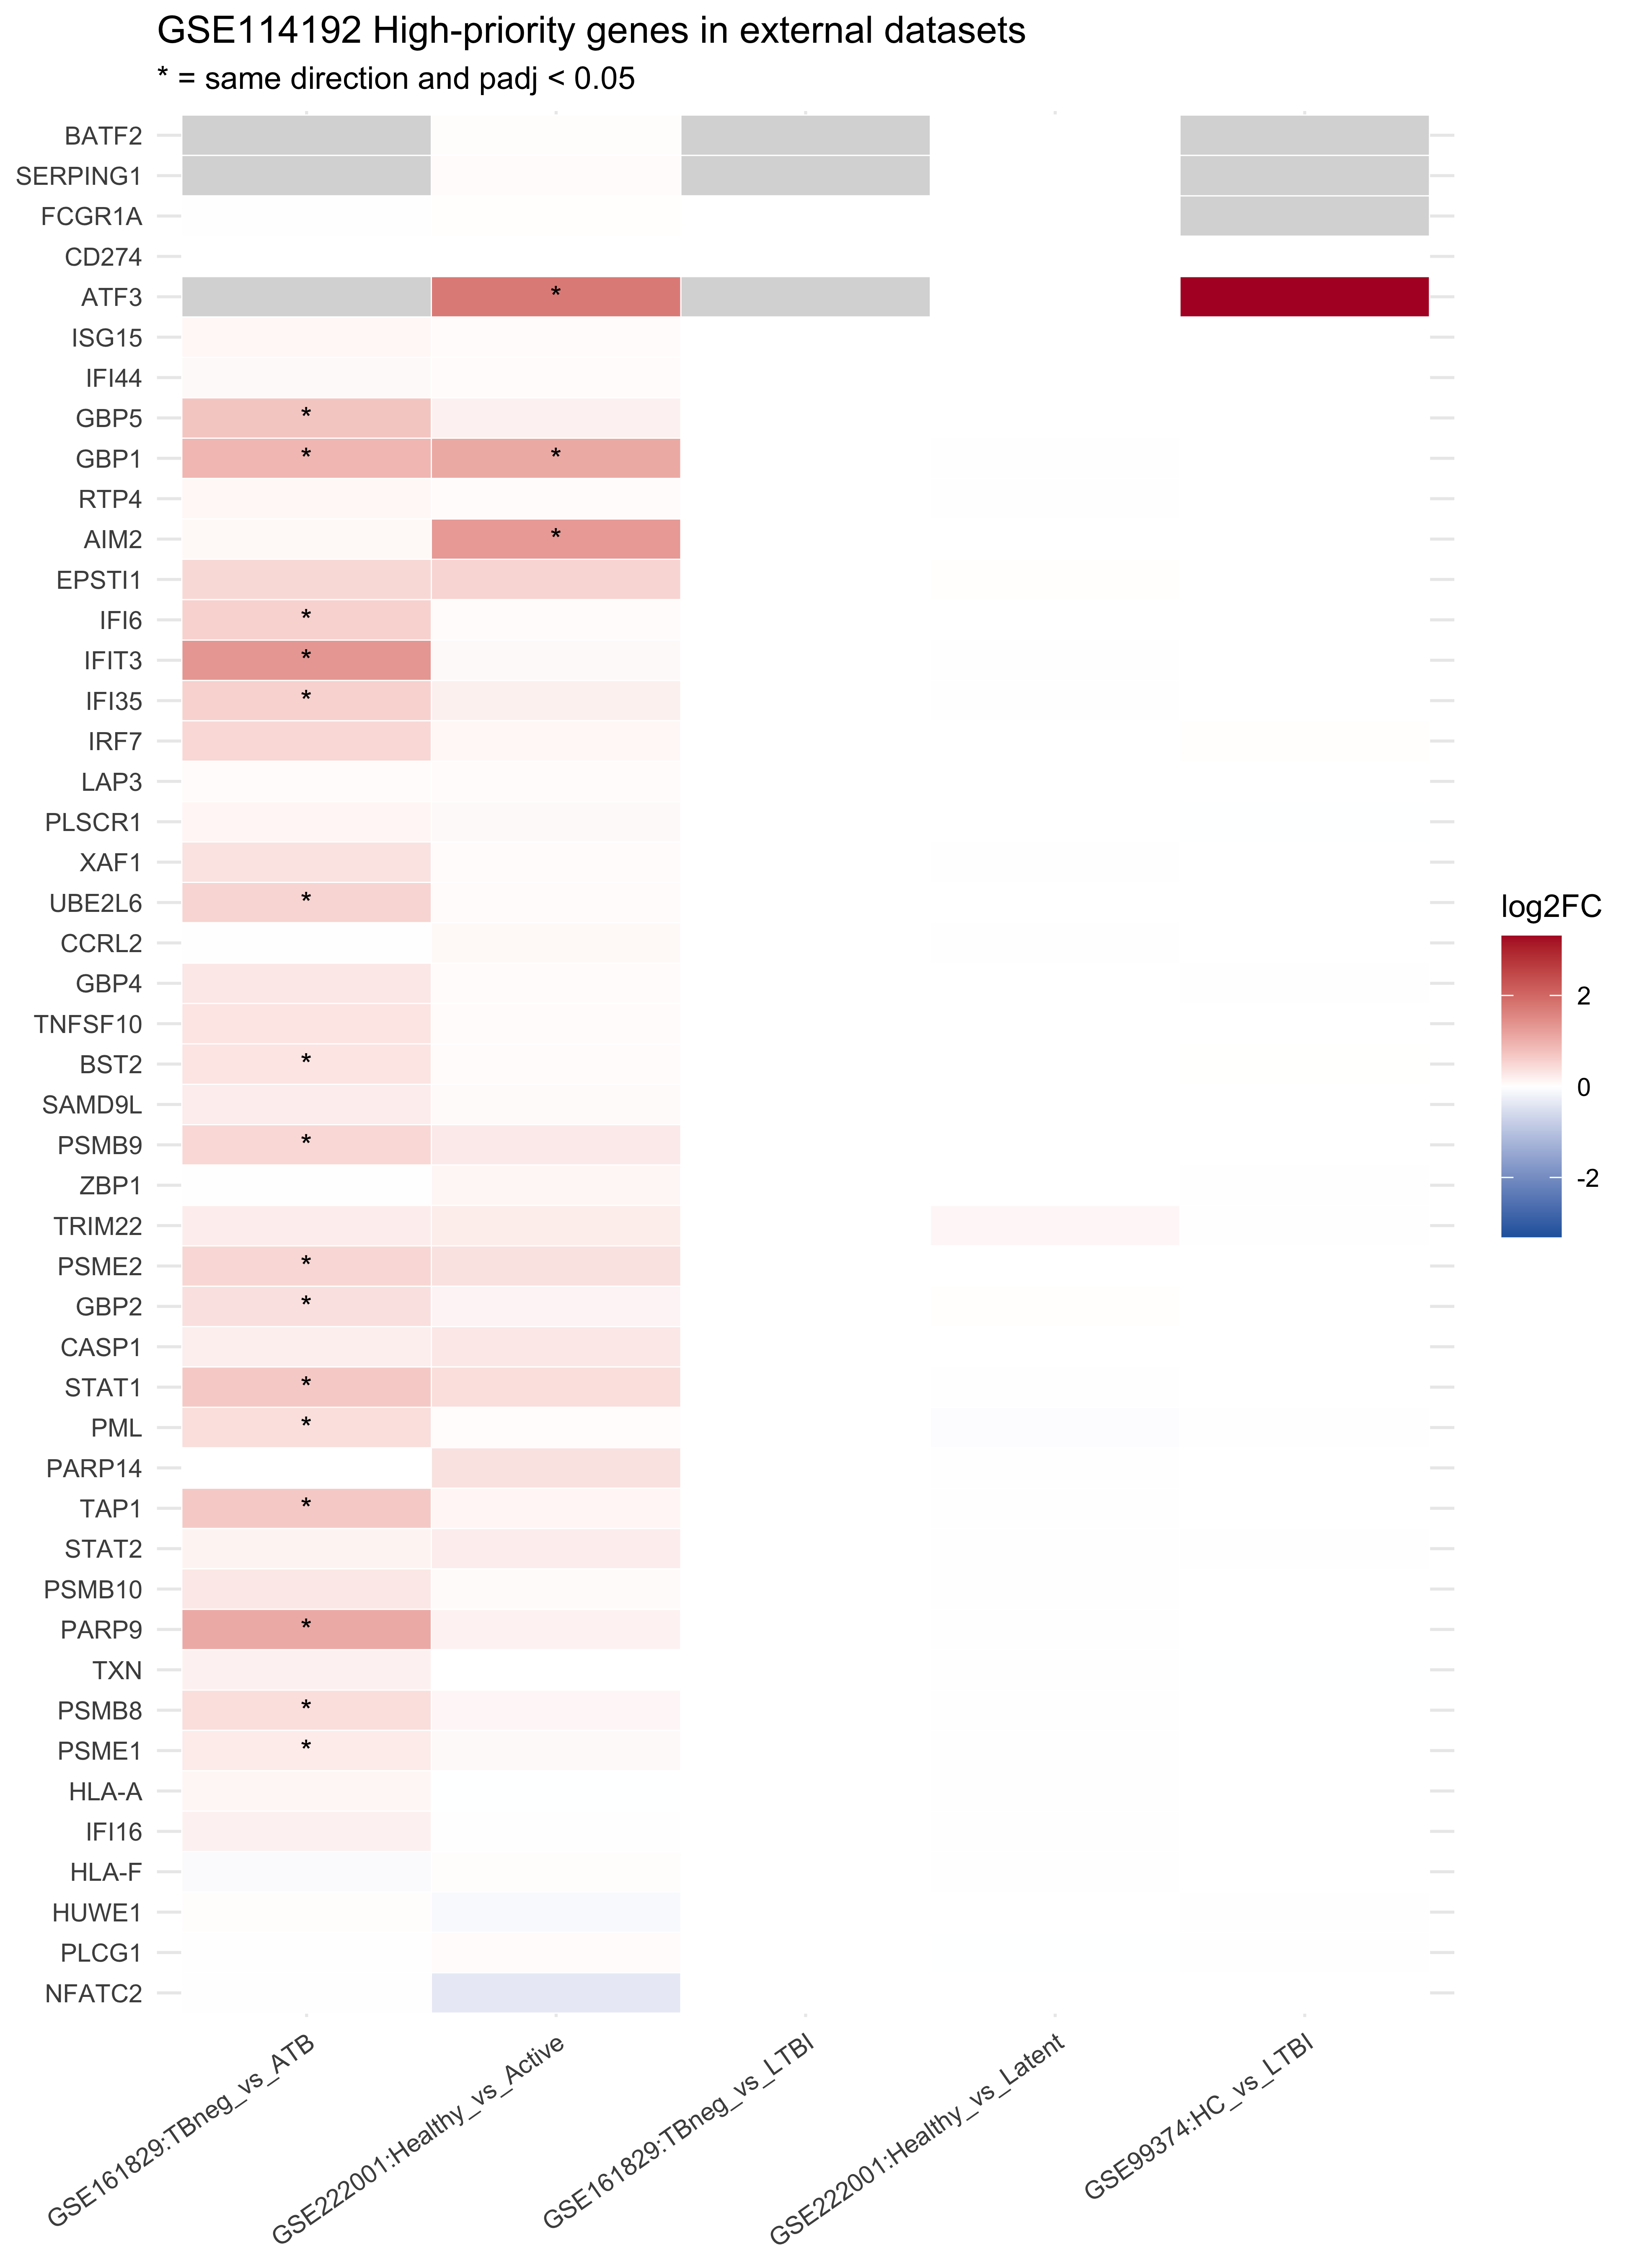 GSE114192 High-priority genes in external datasets
* = same direction and padj < 0.05
BATF2
SERPING1
FCGR1A
CD274
ATF3 *
ISG15
IFI44
GBP5 *
GBP1 * *
RTP4
AIM2 *
EPSTI1
IFI6 *
IFIT3 *
IFI35 *
IRF7
LAP3
PLSCR1
XAF1
UBE2L6 *
CCRL2
GBP4
TNFSF10
BST2 *
SAMD9L
PSMB9 *
ZBP1
TRIM22
PSME2 *
GBP2 *
CASP1
STAT1 *
PML *
PARP14
TAP1 *
STAT2
PSMB10
PARP9 *
TXN
PSMB8 *
PSME1 *
HLA-A
IFI16
HLA-F
HUWE1
PLCG1
NFATC2
GSE161829:TBneg_vs_ATB
GSE222001:Healthy_vs_Active
GSE161829:TBneg_vs_LTBI
GSE222001:Healthy_vs_Latent
GSE99374:HC_vs_LTBI
log2FC
2
0
-2